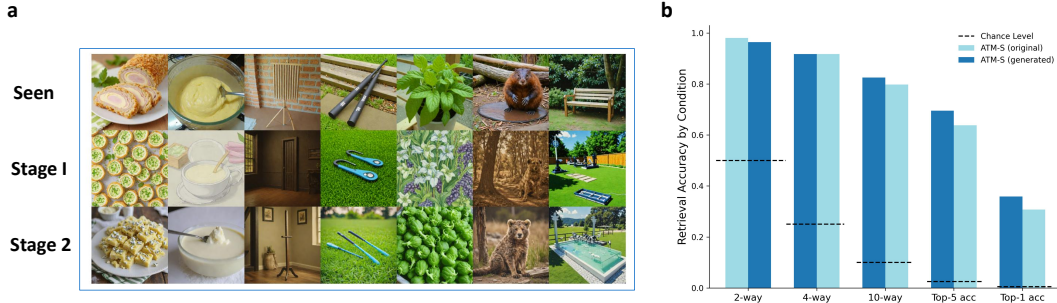 a
Seen
Stage I
Stage 2
b
Retrieval Accuracy by Condition
1.0
0.8
0.6
0.4
0.2
0.0
Chance Level
ATM-S (original)
ATM-S (generated)
2-way
4-way
10-way
Top-5 acc
Top-1 acc